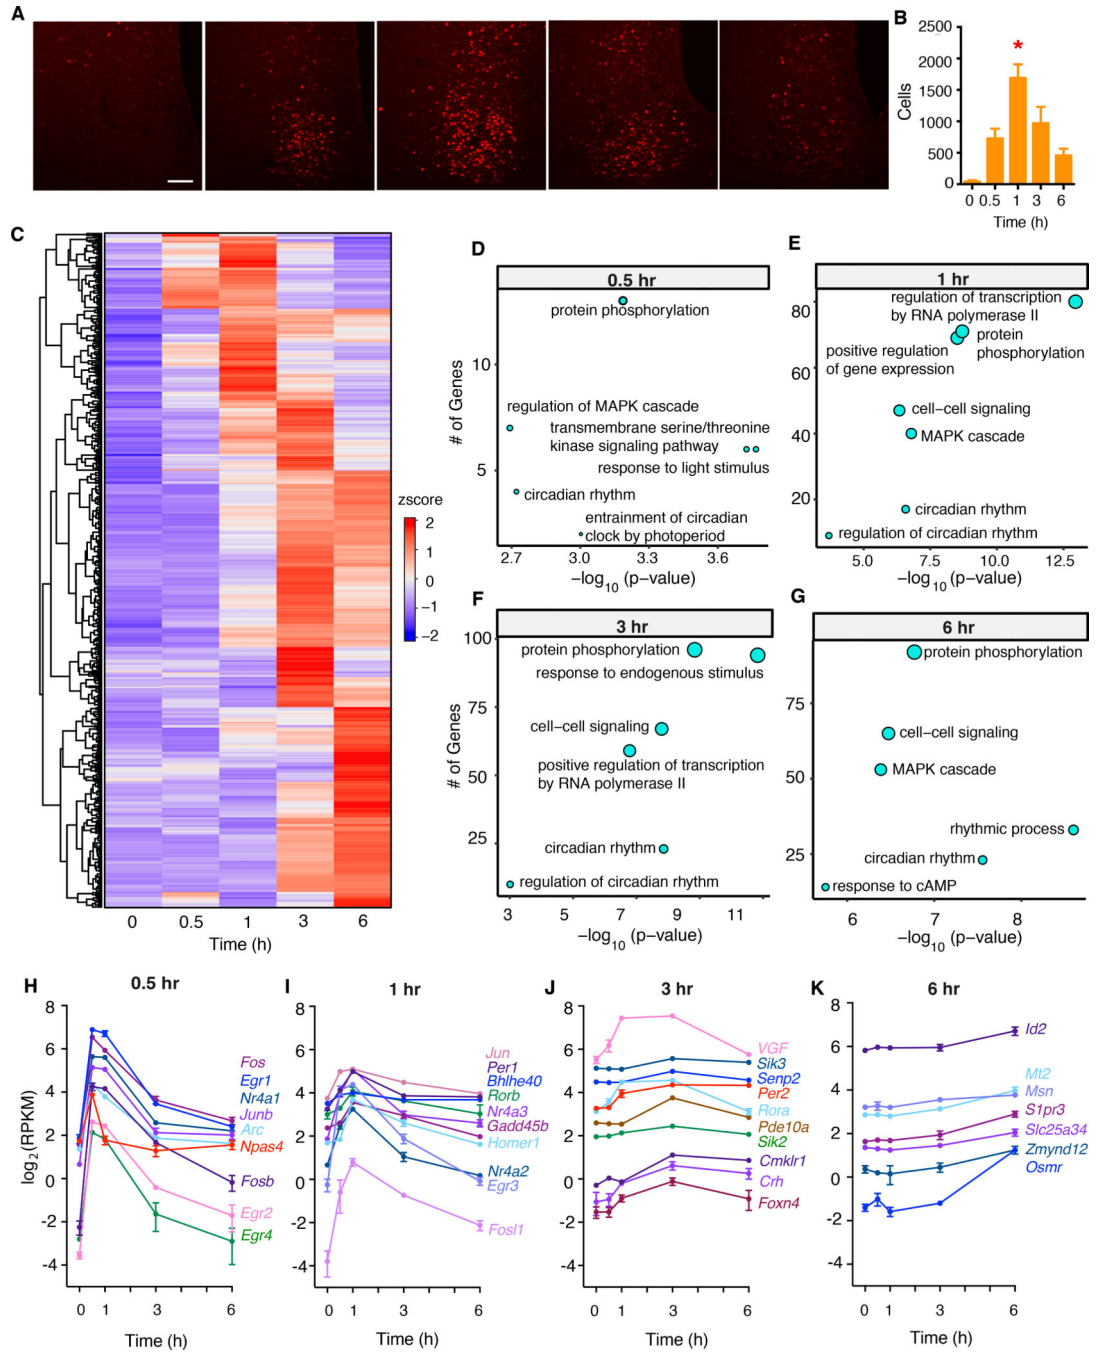 A
B
2500
2000
1500
1000
500
0
Cells
*
0 0.5 1 3 6
Time (h)
C
zscore
2
1
0
−1
−2
0 0.5 1 3 6
Time (h)
D
0.5 hr
protein phosphorylation
10
regulation of MAPK cascade
transmembrane serine/threonine
kinase signaling pathway
response to light stimulus
5
circadian rhythm
entrainment of circadian
clock by photoperiod
# of Genes
2.7 3.0 3.3 3.6
−log10 (p-value)
E
1 hr
80
regulation of transcription
by RNA polymerase II
protein
phosphorylation
positive regulation
of gene expression
60
cell−cell signaling
40
MAPK cascade
20
circadian rhythm
regulation of circadian rhythm
5.0 7.5 10.0 12.5
−log10 (p-value)
F
3 hr
100
protein phosphorylation
response to endogenous stimulus
75
cell−cell signaling
50
positive regulation of transcription
by RNA polymerase II
25
circadian rhythm
regulation of circadian rhythm
# of Genes
3 5 7 9 11
−log10 (p-value)
G
6 hr
protein phosphorylation
75
cell−cell signaling
50
MAPK cascade
rhythmic process
25
circadian rhythm
response to cAMP
6 7 8
−log10 (p-value)
H
0.5 hr
8
6
4
2
0
-2
-4
log2(RPKM)
Fos
Egr1
Nr4a1
Junb
Arc
Npas4
Fosb
Egr2
Egr4
0 1 3 6
Time (h)
I
1 hr
8
6
4
2
0
-2
-4
Jun
Per1
Bhlhe40
Rorb
Nr4a3
Gadd45b
Homer1
Nr4a2
Egr3
Fosl1
0 1 3 6
Time (h)
J
3 hr
8
6
4
2
0
-2
-4
VGF
Sik3
Senp2
Per2
Rora
Pde10a
Sik2
Cmklr1
Crh
Foxn4
0 1 3 6
Time (h)
K
6 hr
8
6
4
2
0
-2
-4
Id2
Mt2
Msn
S1pr3
Slc25a34
Zmynd12
Osmr
0 1 3 6
Time (h)